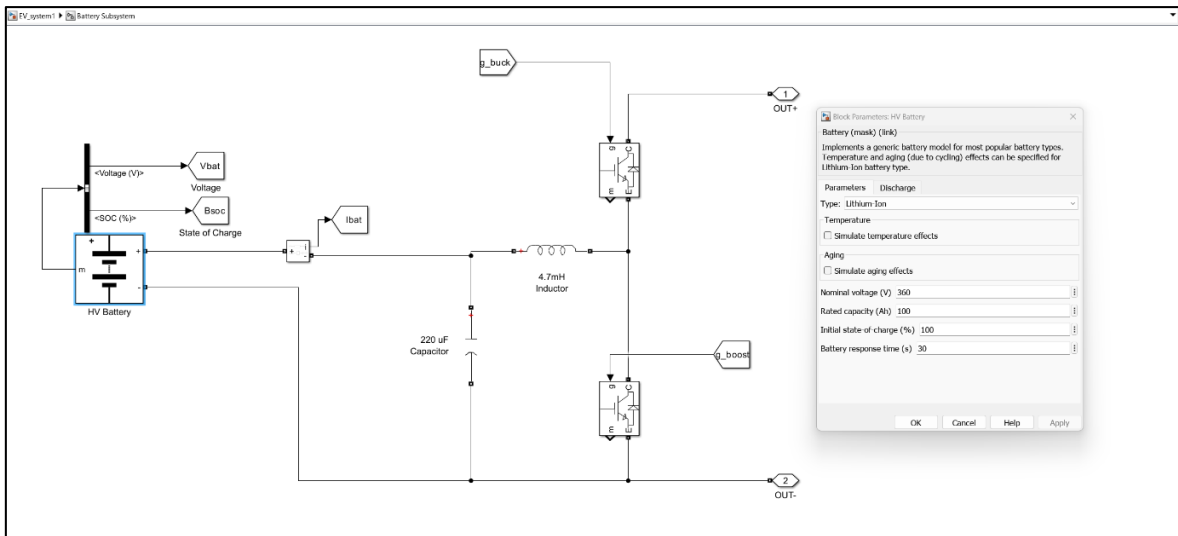 EV_system1 ▶ Battery Subsystem
g_buck
1
OUT+
g
C
m
E
Vbat
<Voltage (V)>
Voltage
Bsoc
<SOC (%)>
State of Charge
Ibat
+
i
-
+
m
+
-
HV Battery
+
4.7mH
Inductor
+
220 uF
Capacitor
g_boost
g
C
m
E
2
OUT-
Block Parameters: HV Battery
Battery (mask) (link)
Implements a generic battery model for most popular battery types.
Temperature and aging (due to cycling) effects can be specified for
Lithium-Ion battery type.
Parameters Discharge
Type: Lithium-Ion
Temperature
Simulate temperature effects
Aging
Simulate aging effects
Nominal voltage (V) 360
Rated capacity (Ah) 100
Initial state-of-charge (%) 100
Battery response time (s) 30
OK Cancel Help Apply